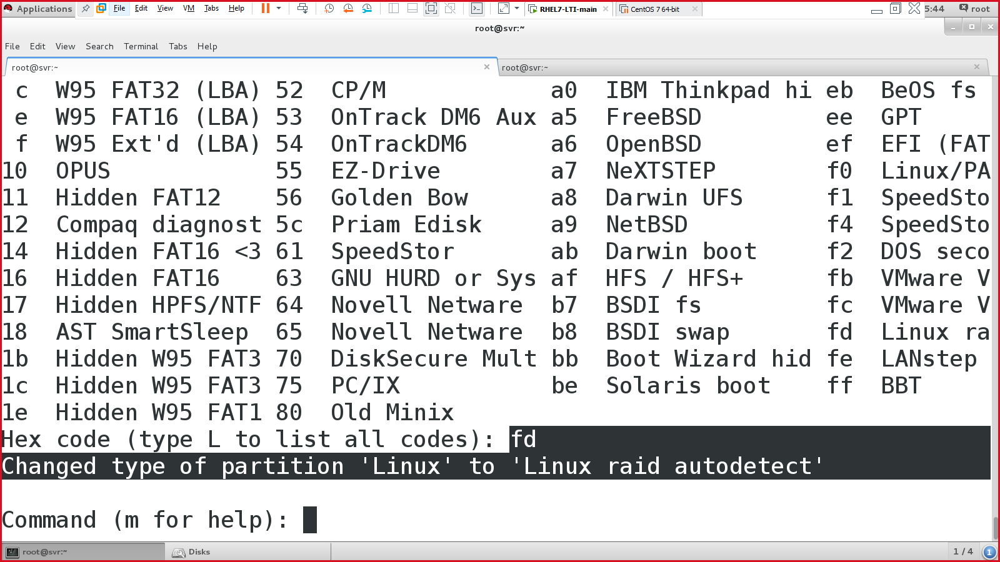 Applications File Edit View VM Tabs Help RHEL7-LTI-main CentOS 7 64-bit 5:44 root
root@svr:~
File Edit View Search Terminal Tabs Help
root@svr:~ root@svr:~
c W95 FAT32 (LBA) 52 CP/M a0 IBM Thinkpad hi eb BeOS fs
e W95 FAT16 (LBA) 53 OnTrack DM6 Aux a5 FreeBSD ee GPT
f W95 Ext'd (LBA) 54 OnTrackDM6 a6 OpenBSD ef EFI (FAT
10 OPUS 55 EZ-Drive a7 NeXTSTEP f0 Linux/PA
11 Hidden FAT12 56 Golden Bow a8 Darwin UFS f1 SpeedSto
12 Compaq diagnost 5c Priam Edisk a9 NetBSD f4 SpeedSto
14 Hidden FAT16 <3 61 SpeedStor ab Darwin boot f2 DOS seco
16 Hidden FAT16 63 GNU HURD or Sys af HFS / HFS+ fb VMware V
17 Hidden HPFS/NTF 64 Novell Netware b7 BSDI fs fc VMware V
18 AST SmartSleep 65 Novell Netware b8 BSDI swap fd Linux ra
1b Hidden W95 FAT3 70 DiskSecure Mult bb Boot Wizard hid fe LANstep
1c Hidden W95 FAT3 75 PC/IX be Solaris boot ff BBT
1e Hidden W95 FAT1 80 Old Minix
Hex code (type L to list all codes): fd
Changed type of partition 'Linux' to 'Linux raid autodetect'
Command (m for help):
root@svr:~ Disks 1 / 4 1